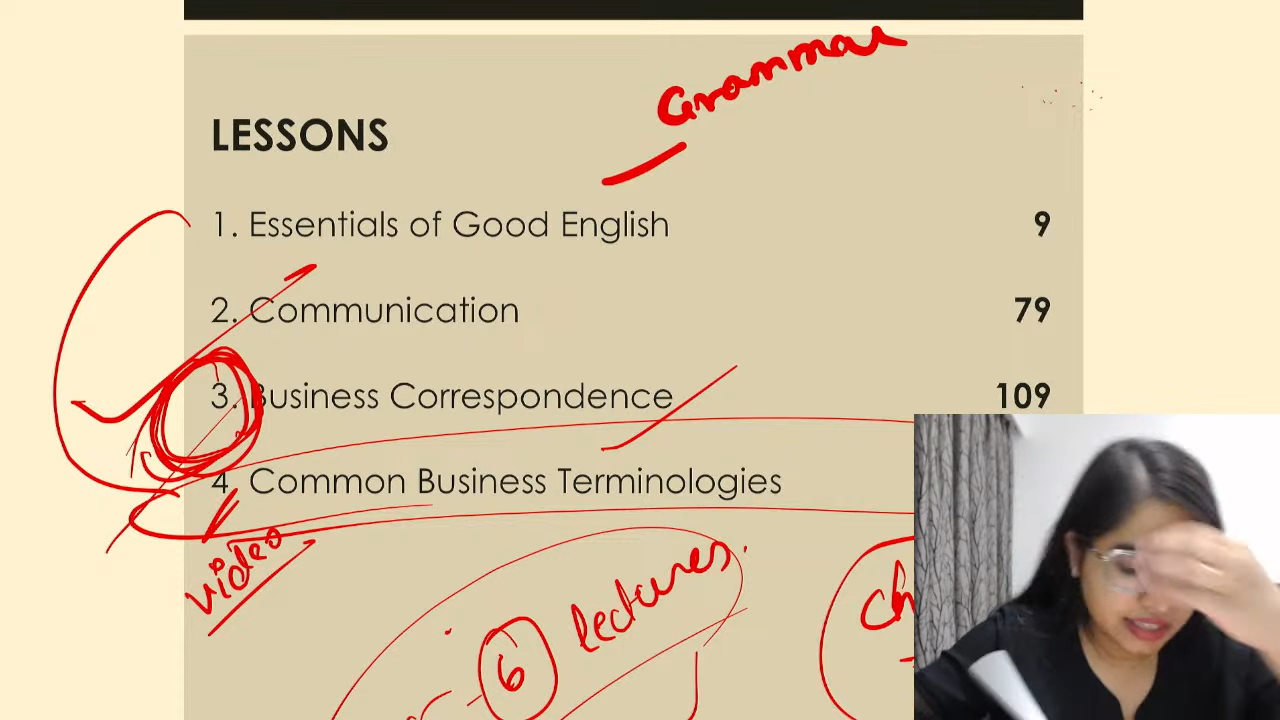 Grammar
LESSONS
1. Essentials of Good English 9
2. Communication 79
3. Business Correspondence 109
4. Common Business Terminologies
video
6 lectures.
Ch